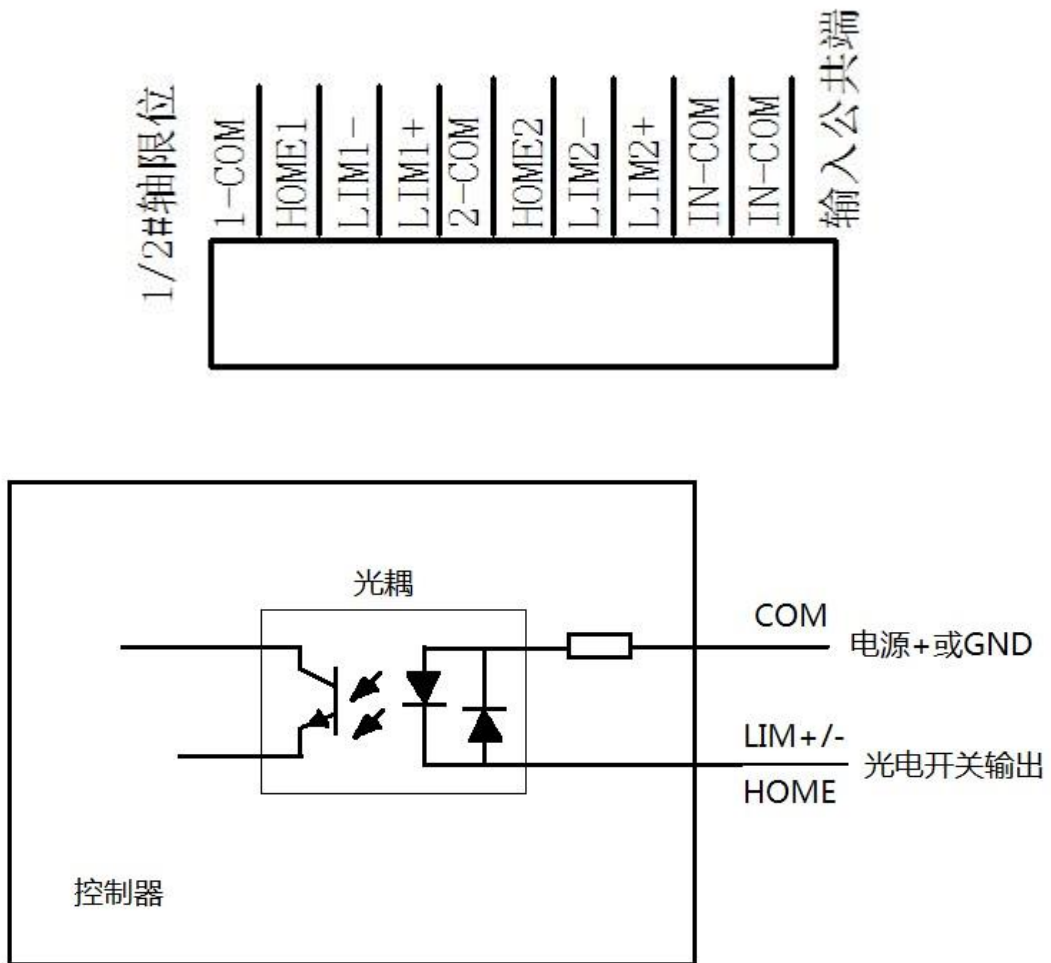 1/2#轴限位
1-COM
HOME1
LIM1-
LIM1+
2-COM
HOME2
LIM2-
LIM2+
IN-COM
IN-COM
输入公共端
光耦
COM
电源+或GND
LIM+/-
HOME
光电开关输出
控制器